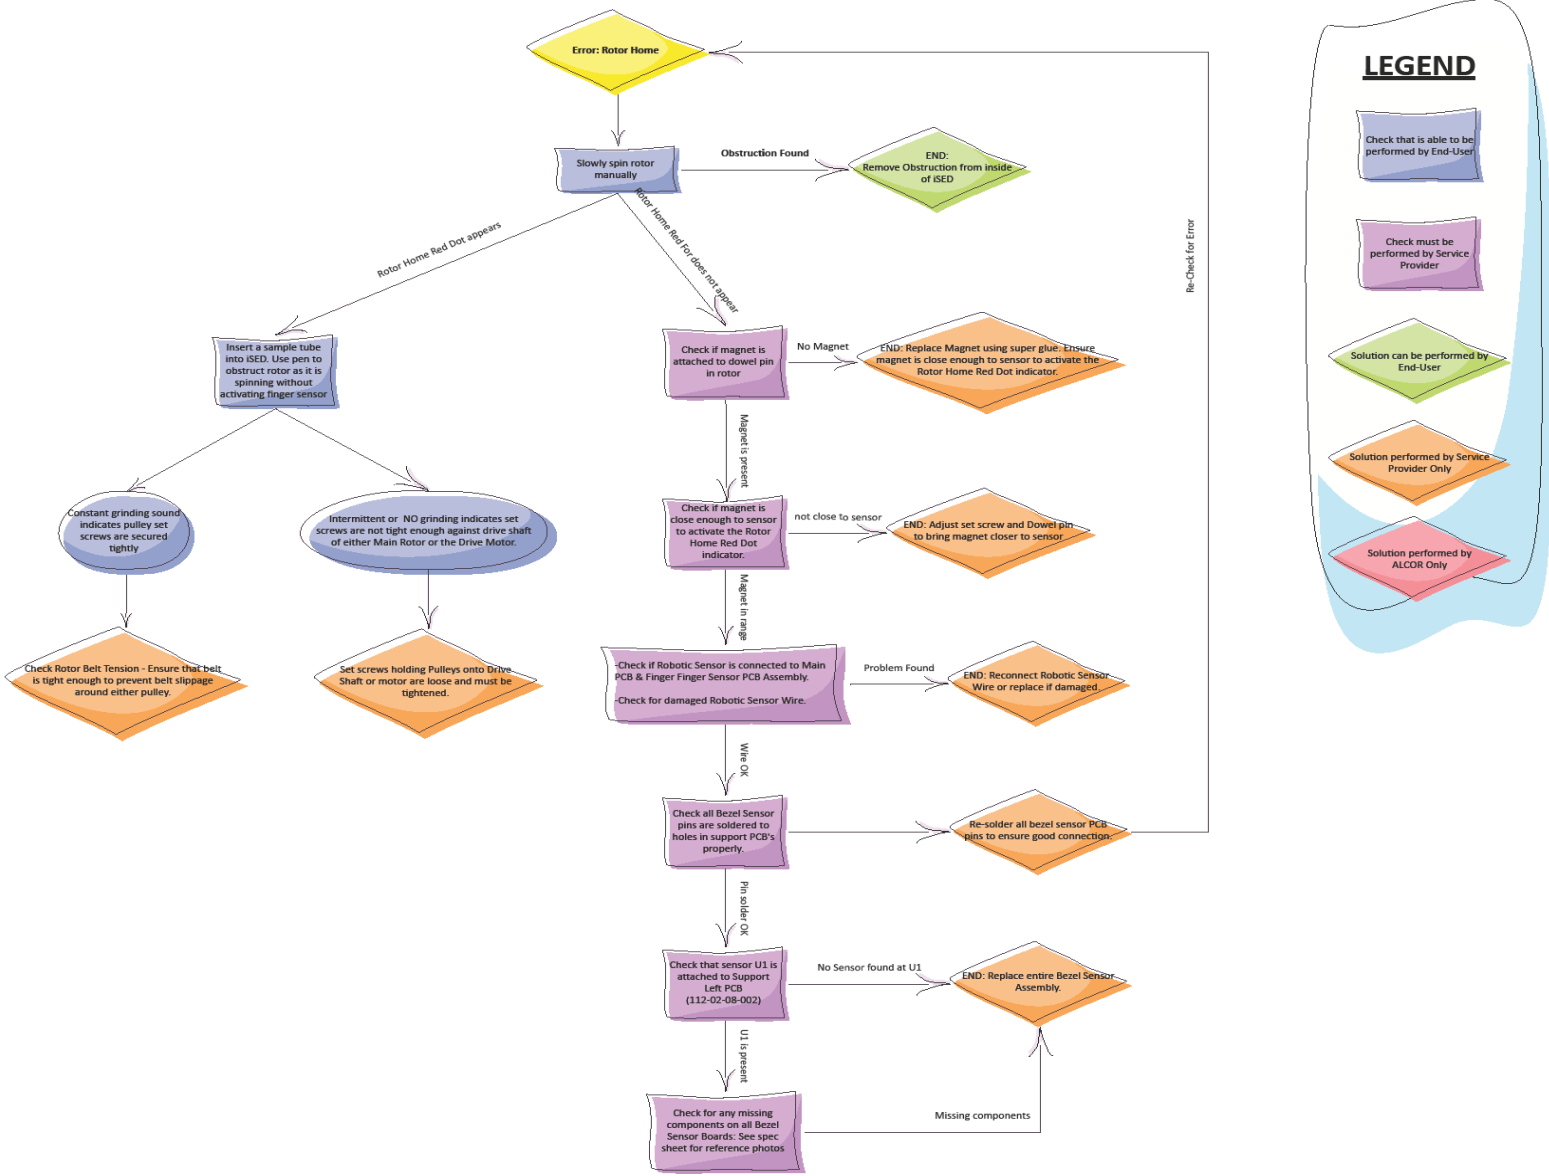 Error: Rotor Home
Slowly spin rotor
manually
Obstruction Found
END:
Remove Obstruction from inside
of iSED
Rotor Home Red Dot appears
Rotor Home Red For does not appear
Re-Check for Error
Insert a sample tube
into iSED. Use pen to
obstruct rotor as it is
spinning without
activating finger sensor
Check if magnet is
attached to dowel pin
in rotor
No Magnet
END: Replace Magnet using super glue. Ensure
magnet is close enough to sensor to activate the
Rotor Home Red Dot indicator.
Magnet is present
Constant grinding sound
indicates pulley set
screws are secured
tightly
Intermittent or NO grinding indicates set
screws are not tight enough against drive shaft
of either Main Rotor or the Drive Motor.
Check if magnet is
close enough to sensor
to activate the Rotor
Home Red Dot
indicator.
not close to sensor
END: Adjust set screw and Dowel pin
to bring magnet closer to sensor
Magnet in range
Check Rotor Belt Tension - Ensure that belt
is tight enough to prevent belt slippage
around either pulley.
Set screws holding Pulleys onto Drive
Shaft or motor are loose and must be
tightened.
-Check if Robotic Sensor is connected to Main
PCB & Finger Finger Sensor PCB Assembly.
-Check for damaged Robotic Sensor Wire.
Problem Found
END: Reconnect Robotic Sensor
Wire or replace if damaged.
Wire OK
Check all Bezel Sensor
pins are soldered to
holes in support PCB's
properly.
Re-solder all bezel sensor PCB
pins to ensure good connection.
Pin solder OK
Check that sensor U1 is
attached to Support
Left PCB
(112-02-08-002)
No Sensor found at U1
END: Replace entire Bezel Sensor
Assembly.
U1 is present
Check for any missing
components on all Bezel
Sensor Boards: See spec
sheet for reference photos
Missing components
LEGEND
Check that is able to be
performed by End-User
Check must be
performed by Service
Provider
Solution can be performed by
End-User
Solution performed by Service
Provider Only
Solution performed by
ALCOR Only